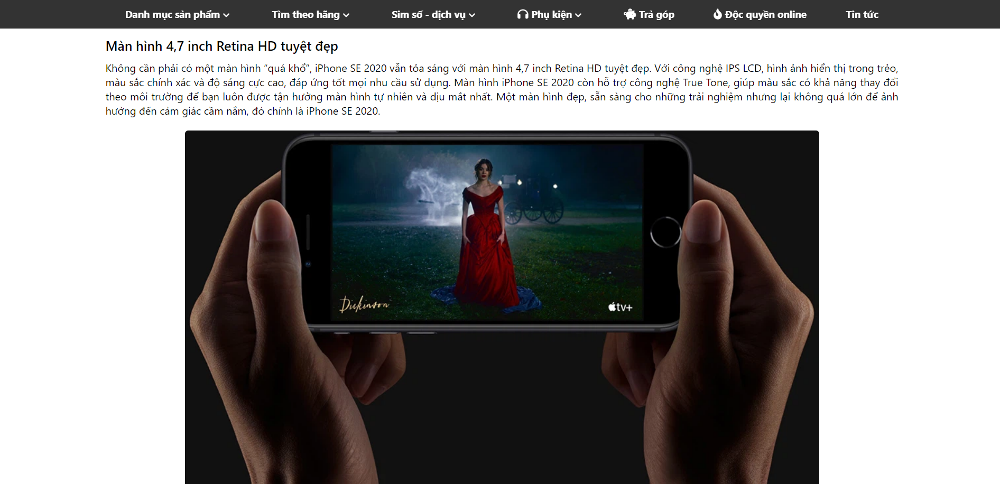 Danh mục sản phẩm Tìm theo hãng Sim số - dịch vụ Phụ kiện Trả góp Độc quyền online Tin tức
Màn hình 4,7 inch Retina HD tuyệt đẹp
Không cần phải có một màn hình “quá khổ”, iPhone SE 2020 vẫn tỏa sáng với màn hình 4,7 inch Retina HD tuyệt đẹp. Với công nghệ IPS LCD, hình ảnh hiển thị trong trẻo,
màu sắc chính xác và độ sáng cực cao, đáp ứng tốt mọi nhu cầu sử dụng. Màn hình iPhone SE 2020 còn hỗ trợ công nghệ True Tone, giúp màu sắc có khả năng thay đổi
theo môi trường để bạn luôn được tận hưởng màn hình tự nhiên và dịu mắt nhất. Một màn hình đẹp, sẵn sàng cho những trải nghiệm nhưng lại không quá lớn để ảnh
hưởng đến cảm giác cầm nắm, đó chính là iPhone SE 2020.
Dickinson
tv+